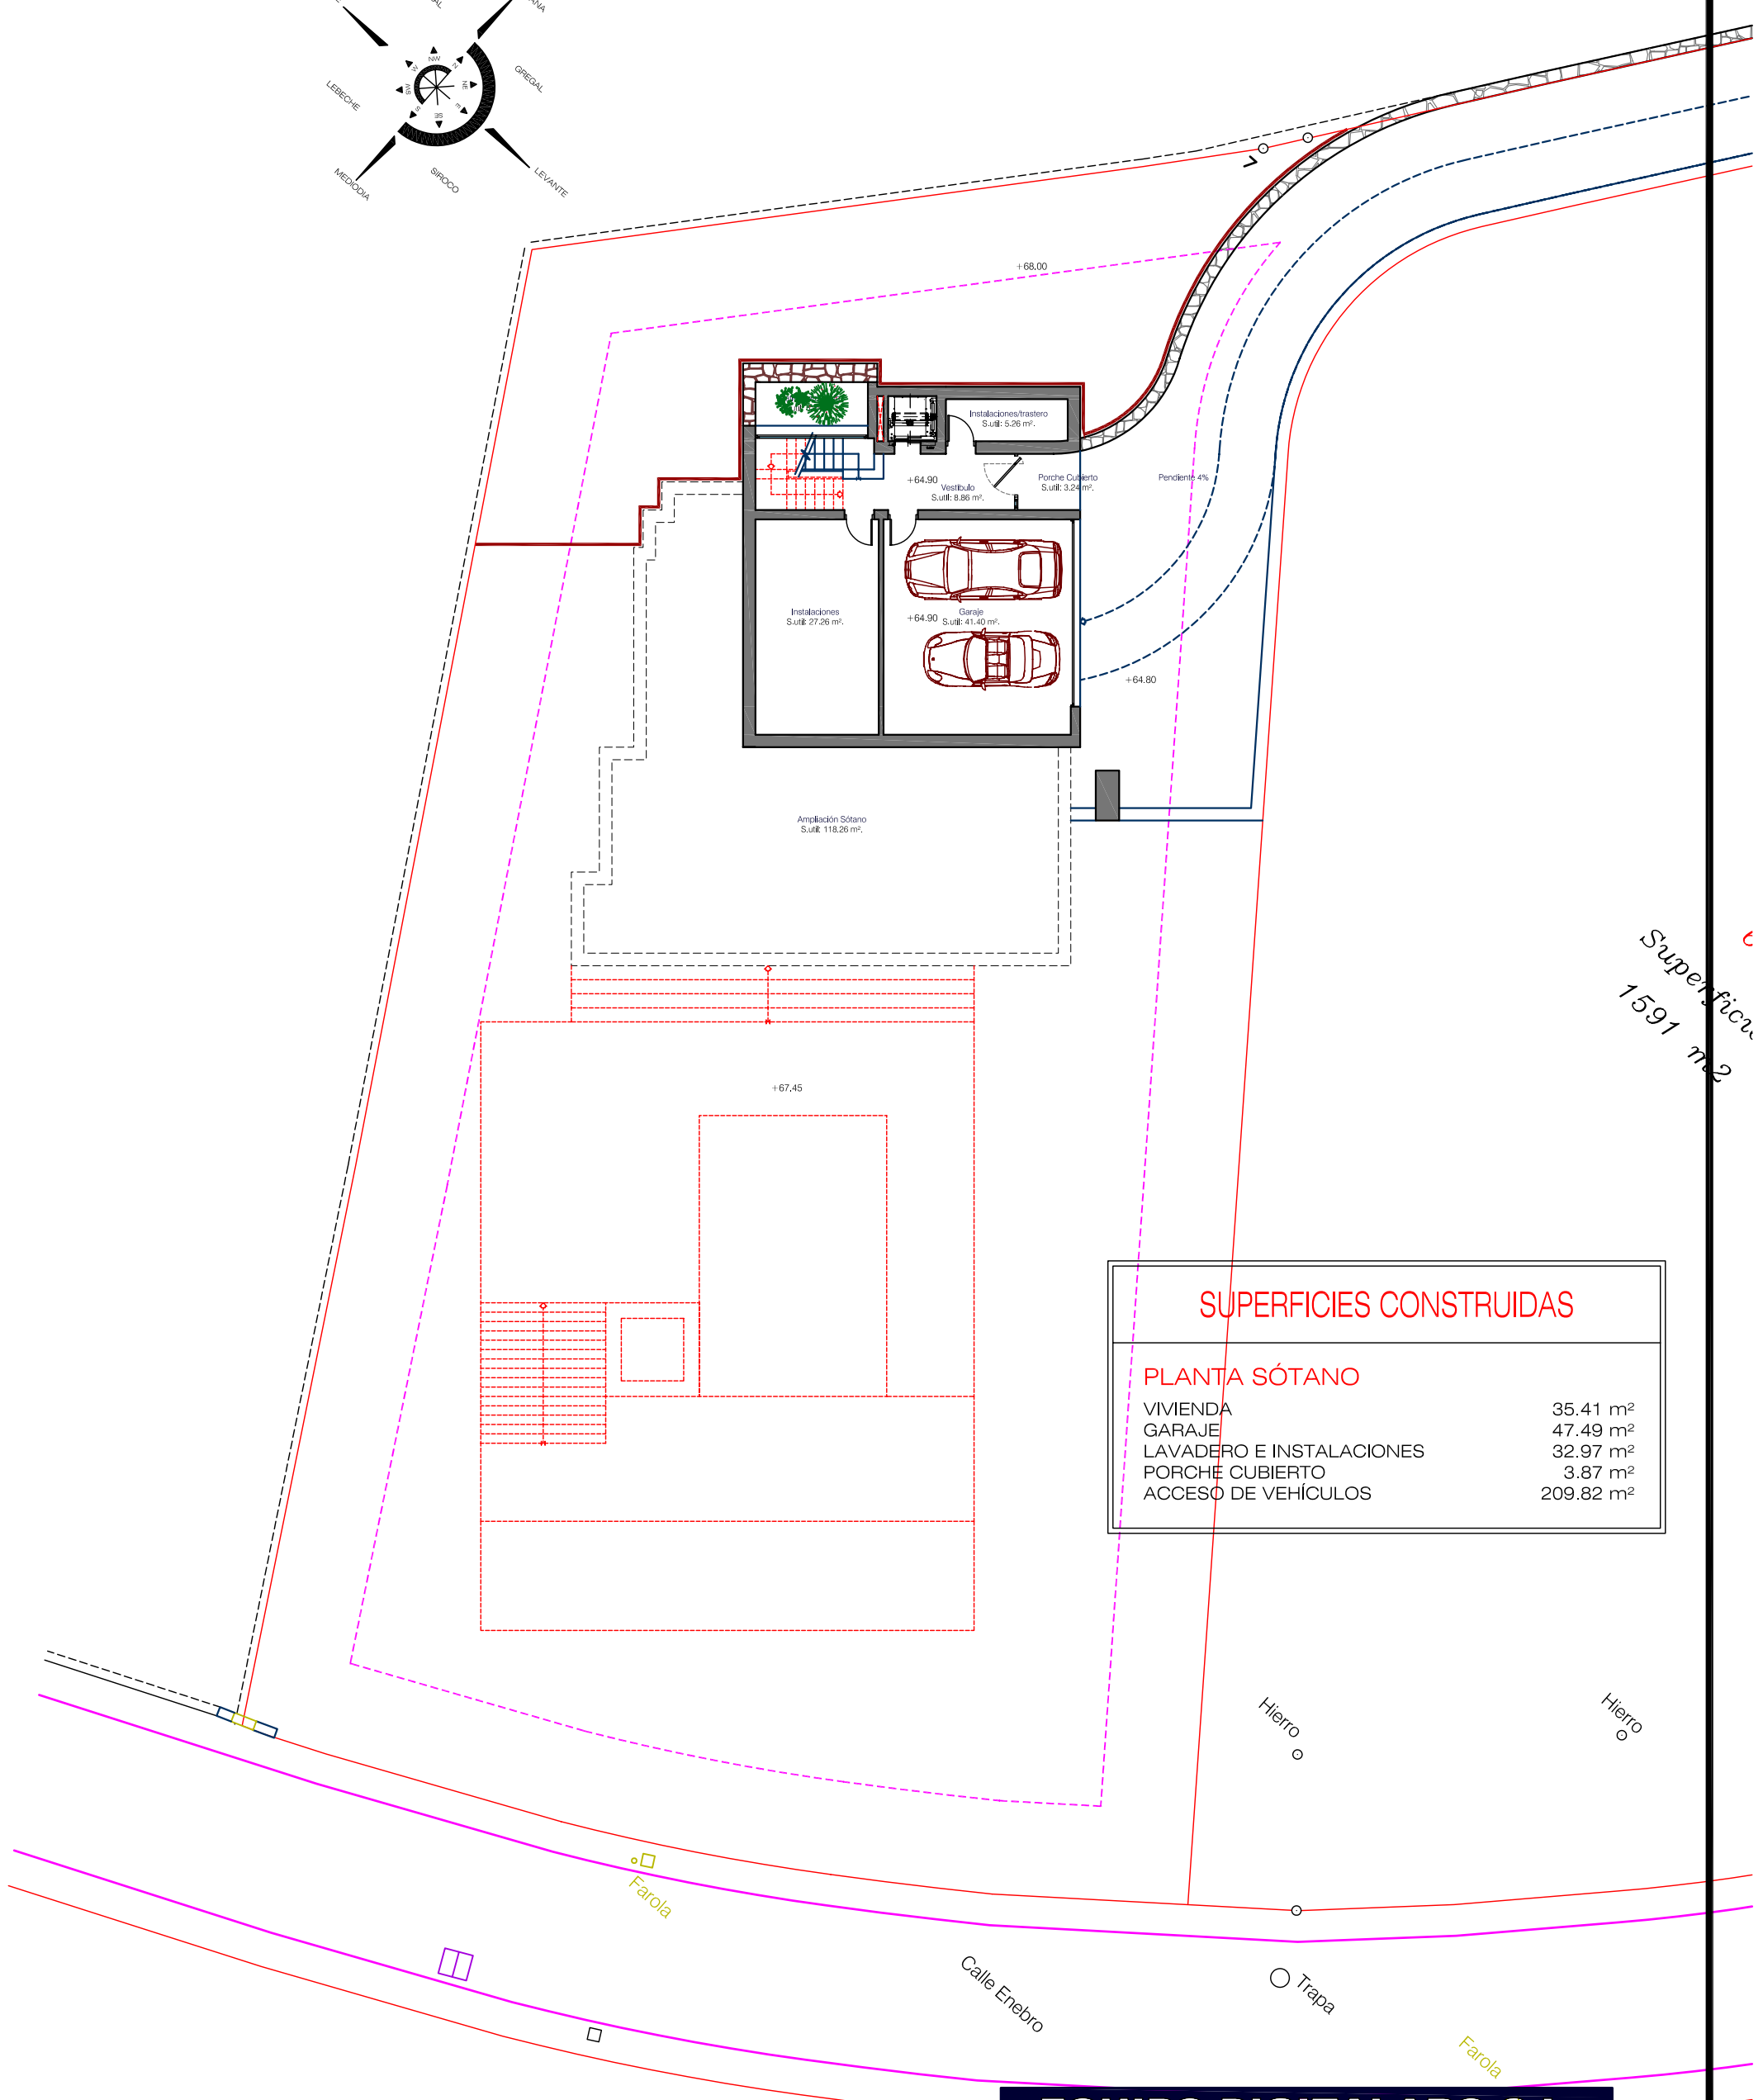 NW
N
W
NE
SW
E
S
SE
GREGAL
LEBECHE
LEVANTE
MEDIODIA
SIROCO
+68.00
Instalaciones/trastero
S.util: 5.26 m².
+64.90
Vestíbulo
S.util: 8.86 m².
Porche Cubierto
S.util: 3.24 m².
Pendiente 4%
Instalaciones
S.util: 27.26 m².
+64.90
Garaje
S.util: 41.40 m².
+64.80
Ampliación Sótano
S.util: 118.26 m².
1591 m2
+67.45
SUPERFICIES CONSTRUIDAS
PLANTA SÓTANO
VIVIENDA 35.41 m²
GARAJE 47.49 m²
LAVADERO E INSTALACIONES 32.97 m²
PORCHE CUBIERTO 3.87 m²
ACCESO DE VEHÍCULOS 209.82 m²
Hierro
Hierro
Farola
Calle Enebro
Trapa
Farola